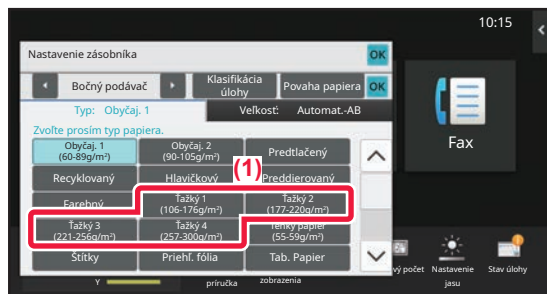 10:15
Nastavenie zásobníka
OK
Bočný podávač
Klasifikácia
úlohy
Povaha papiera
OK
Typ: Obyčaj. 1
Veľkosť: Automat.-AB
Zvoľte prosím typ papiera.
Obyčaj. 1
(60-89g/m²)
Obyčaj. 2
(90-105g/m²)
Predtlačený
Recyklovaný
Hlavičkový
Preddierovaný
(1)
Farebný
Ťažký 1
(106-176g/m²)
Ťažký 2
(177-220g/m²)
Ťažký 3
(221-256g/m²)
Ťažký 4
(257-300g/m²)
Tenký papier
(55-59g/m²)
Štítky
Priehľ. fólia
Tab. Papier
Fax
vý počet
Nastavenie
jasu
Stav úlohy
Y
príručka
zobrazenia